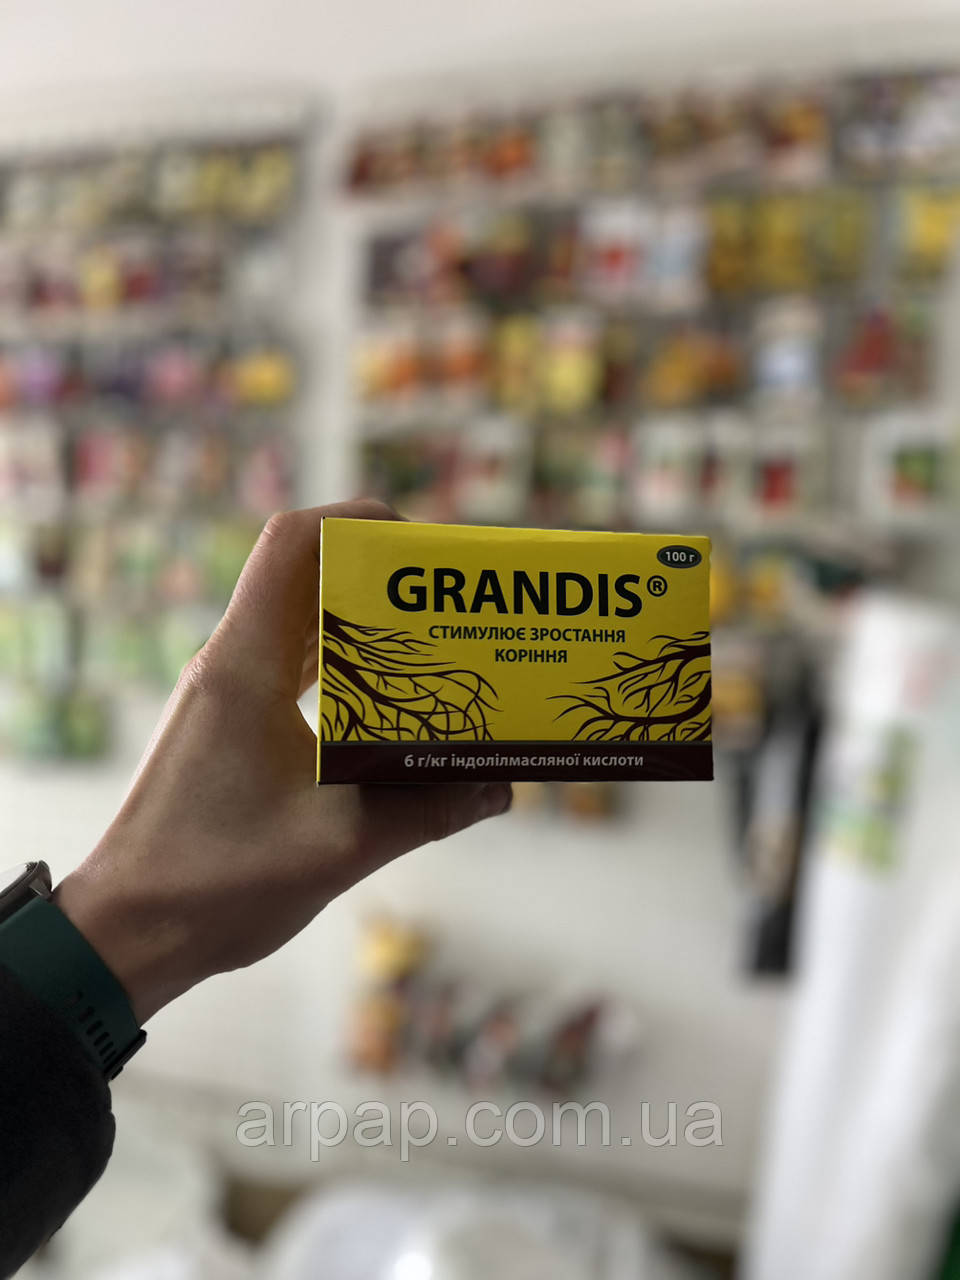 100 г
GRANDIS®
СТИМУЛЮЄ ЗРОСТАННЯ
КОРІННЯ
6 г/кг індолілмасляної кислоти
arpap.com.ua